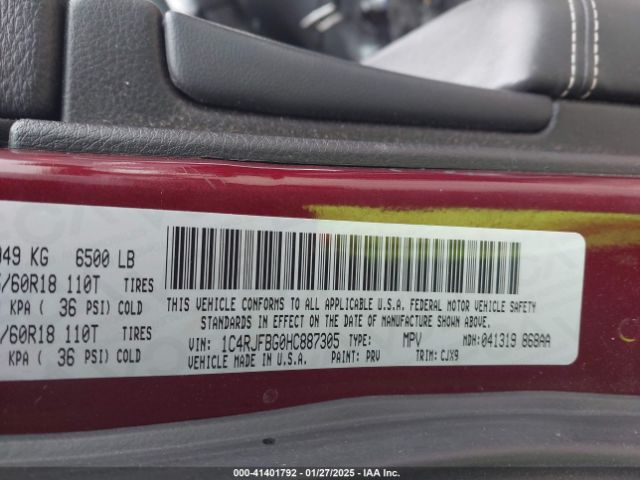 049 KG 6500 LB
/60R18 110T TIRES
KPA ( 36 PSI) COLD
/60R18 110T TIRES
KPA ( 36 PSI) COLD
THIS VEHICLE CONFORMS TO ALL APPLICABLE U.S.A. FEDERAL MOTOR VEHICLE SAFETY
STANDARDS IN EFFECT ON THE DATE OF MANUFACTURE SHOWN ABOVE.
VIN: 1C4RJFBG0HC887305 TYPE: MPV MDH: 041319 868AA
VEHICLE MADE IN U.S.A. PAINT: PRV TRIM: CJX9
000-41401792 - 01/27/2025 - IAA Inc.